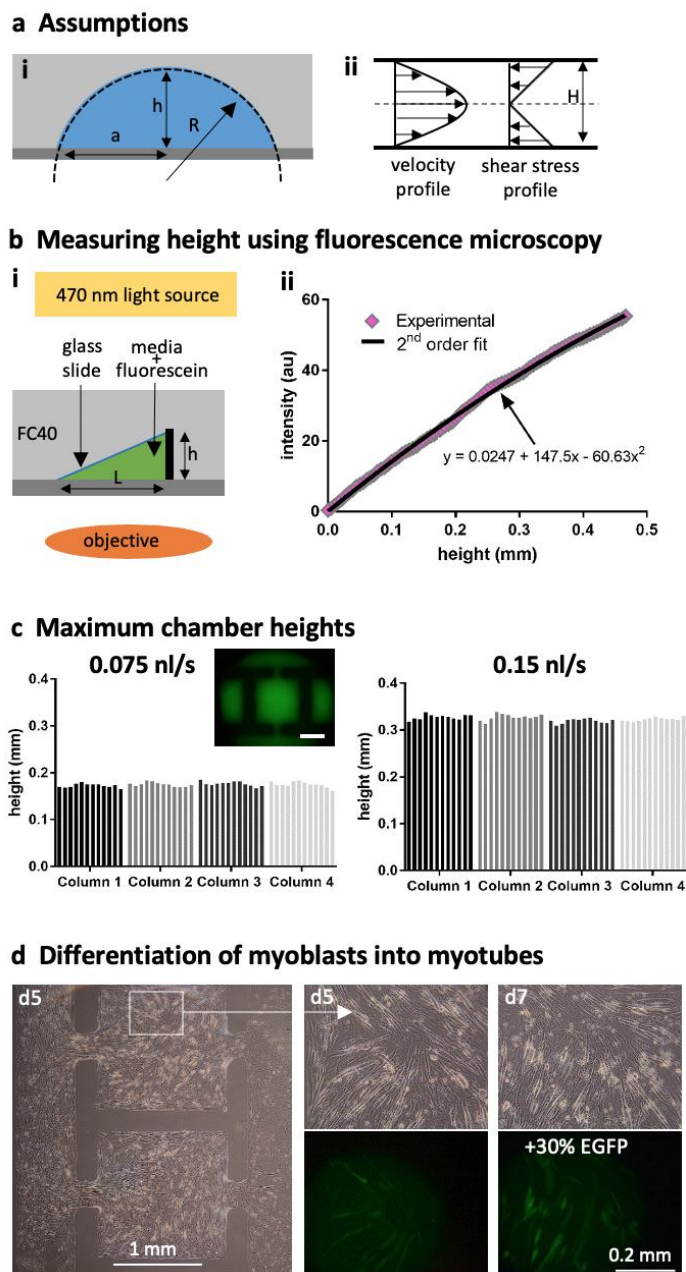 a Assumptions
i
h
R
a
ii
H
velocity
profile
shear stress
profile
b Measuring height using fluorescence microscopy
i
470 nm light source
glass
slide
media
+
fluorescein
FC40
h
L
objective
ii
60
40
20
0
intensity (au)
Experimental
2nd order fit
y = 0.0247 + 147.5x - 60.63x²
0.0 0.1 0.2 0.3 0.4 0.5
height (mm)
c Maximum chamber heights
0.075 nl/s
0.4
0.3
0.2
0.1
0.0
height (mm)
Column 1 Column 2 Column 3 Column 4
0.15 nl/s
0.4
0.3
0.2
0.1
0.0
height (mm)
Column 1 Column 2 Column 3 Column 4
d Differentiation of myoblasts into myotubes
d5
1 mm
d5
d7
+30% EGFP
0.2 mm